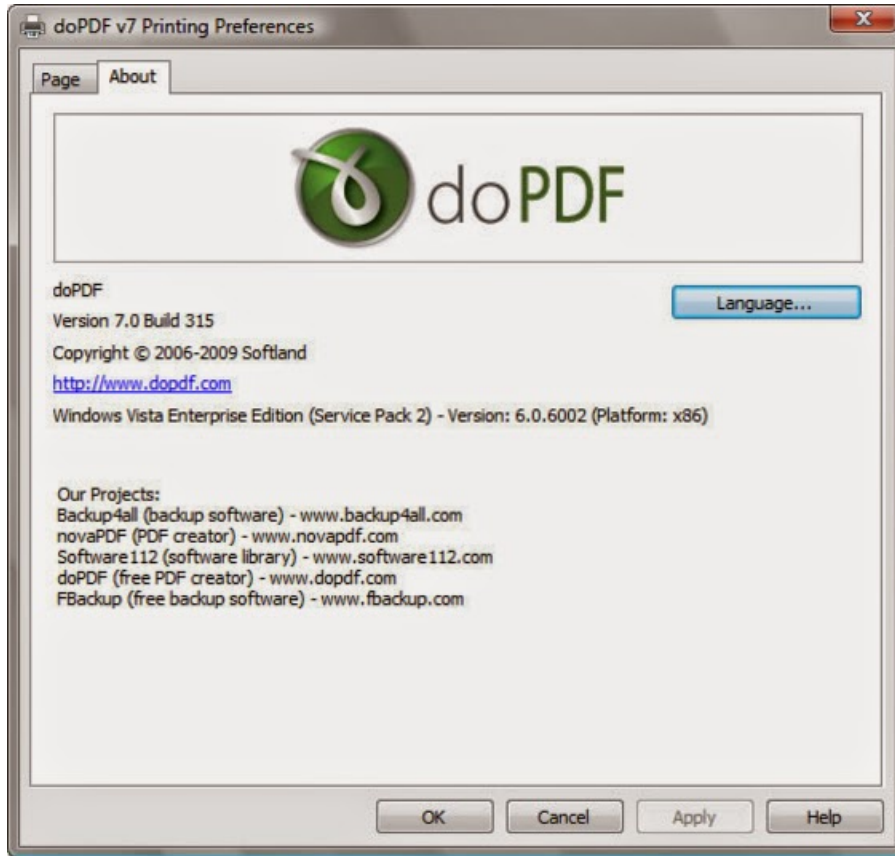 doPDF v7 Printing Preferences
Page About
doPDF
doPDF
Language...
Version 7.0 Build 315
Copyright © 2006-2009 Softland
http://www.dopdf.com
Windows Vista Enterprise Edition (Service Pack 2) - Version: 6.0.6002 (Platform: x86)
Our Projects:
Backup4all (backup software) - www.backup4all.com
novaPDF (PDF creator) - www.novapdf.com
Software112 (software library) - www.software112.com
doPDF (free PDF creator) - www.dopdf.com
FBackup (free backup software) - www.fbackup.com
OK Cancel Apply Help